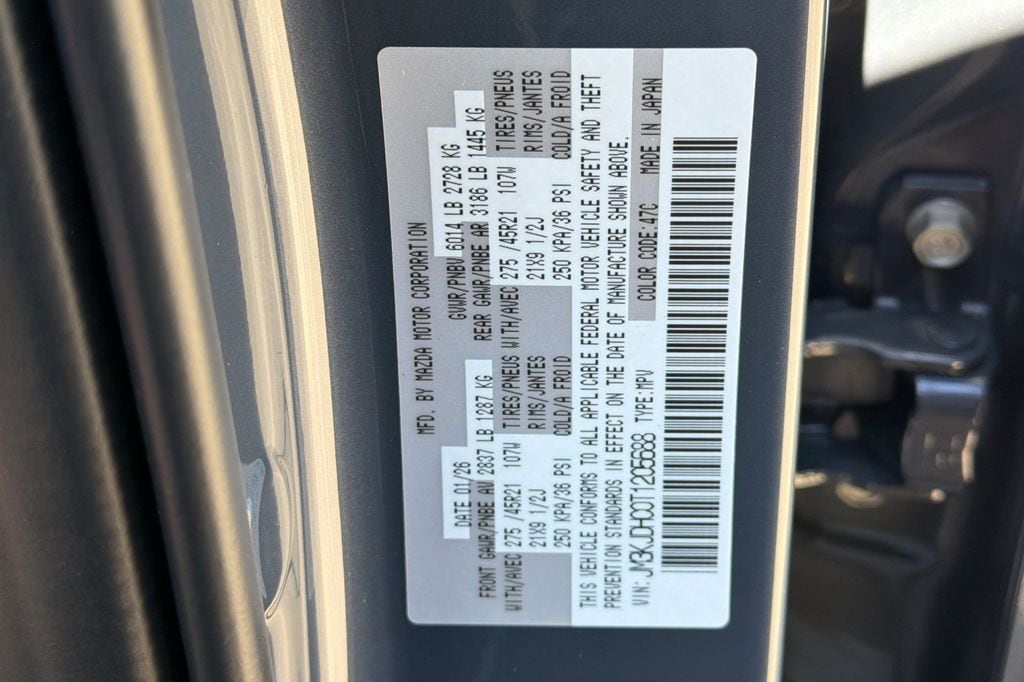 MFD. BY MAZDA MOTOR CORPORATION
DATE 01/26 GVWR/PNBV 6014 LB 2728 KG
FRONT GAWR/PNBE AV 2837 LB 1287 KG REAR GAWR/PNBE AR 3186 LB 1445 KG
WITH/AVEC 275 /45R21 107W TIRES/PNEUS WITH/AVEC 275 /45R21 107W TIRES/PNEUS
21X9 1/2J RIMS/JANTES 21X9 1/2J RIMS/JANTES
250 KPA/36 PSI COLD/A FROID 250 KPA/36 PSI COLD/A FROID
THIS VEHICLE CONFORMS TO ALL APPLICABLE FEDERAL MOTOR VEHICLE SAFETY AND THEFT
PREVENTION STANDARDS IN EFFECT ON THE DATE OF MANUFACTURE SHOWN ABOVE.
VIN: JM3KJDHC0T1205688 TYPE:MPV COLOR CODE:47C MADE IN JAPAN